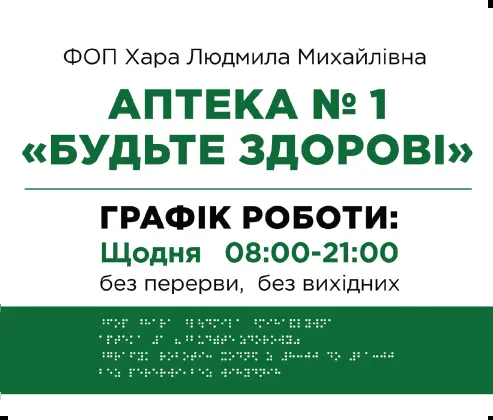 ФОП Хара Людмила Михайлівна
АПТЕКА № 1
«БУДЬТЕ ЗДОРОВІ»
ГРАФІК РОБОТИ:
Щодня 08:00-21:00
без перерви, без вихідних